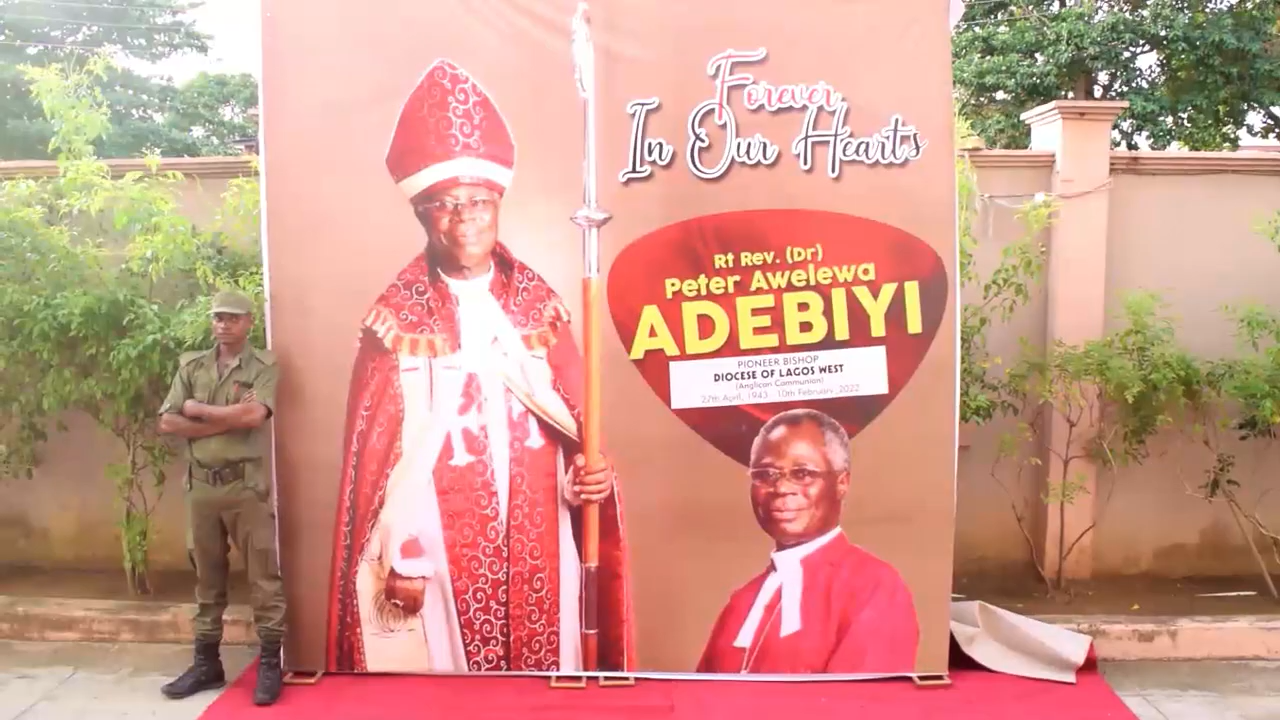 Forever
In Our Hearts
Rt Rev. (Dr)
Peter Awelewa
ADEBIYI
PIONEER BISHOP
DIOCESE OF LAGOS WEST
(Anglican Communion)
27th April, 1943 - 10th February, 2022